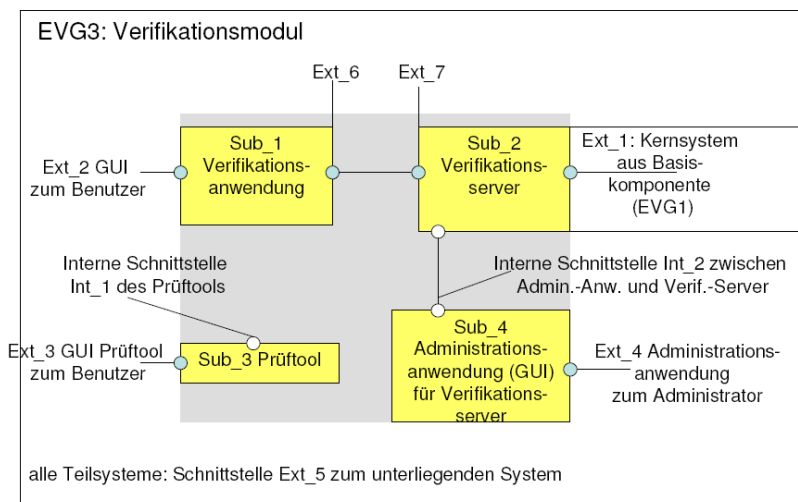 EVG3: Verifikationsmodul
Ext_6
Ext_7
Ext_2 GUI
zum Benutzer
Sub_1
Verifikations-
anwendung
Sub_2
Verifikations-
server
Ext_1: Kernsystem
aus Basis-
komponente
(EVG1)
Interne Schnittstelle
Int_1 des Prüftools
Interne Schnittstelle Int_2 zwischen
Admin.-Anw. und Verif.-Server
Ext_3 GUI Prüftool
zum Benutzer
Sub_3 Prüftool
Sub_4
Administrations-
anwendung (GUI)
für Verifikations-
server
Ext_4 Administrations-
anwendung
zum Administrator
alle Teilsysteme: Schnittstelle Ext_5 zum unterliegenden System